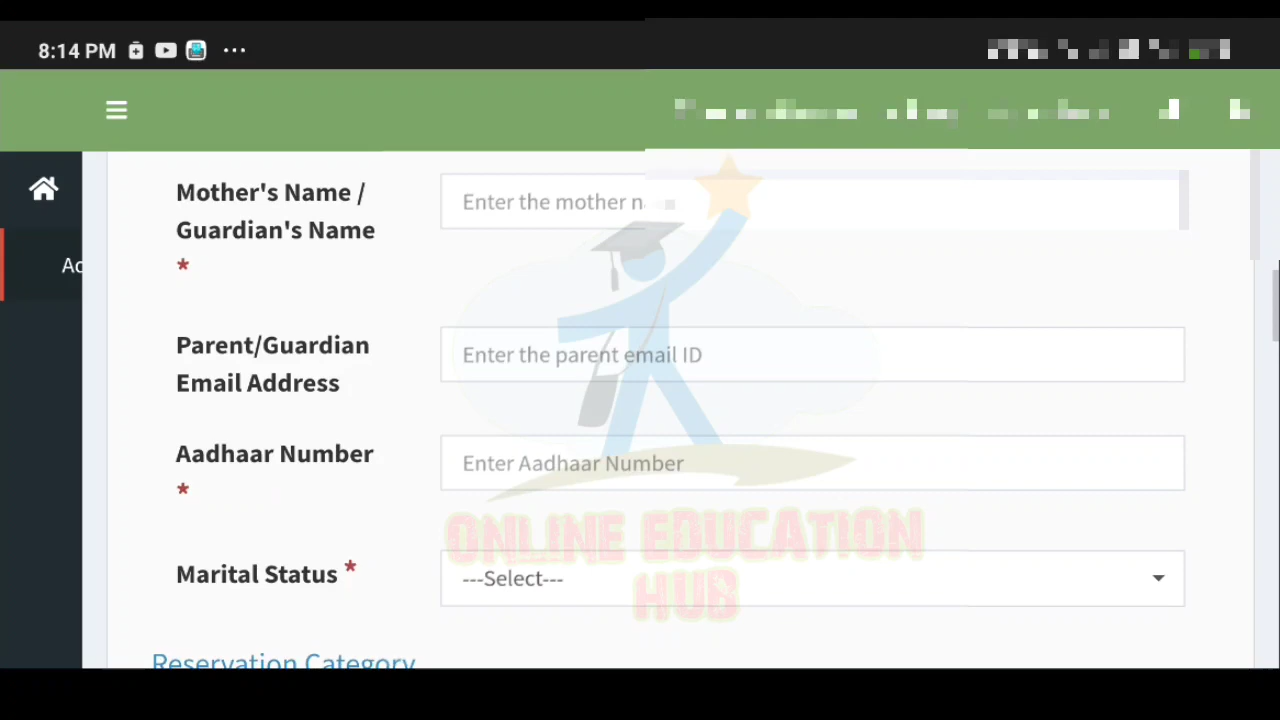 8:14 PM
Mother's Name /
Guardian's Name
*
Enter the mother
Parent/Guardian
Email Address
Enter the parent email ID
Aadhaar Number
*
Enter Aadhaar Number
Marital Status *
---Select---
ONLINE EDUCATION
HUB
Reservation Category